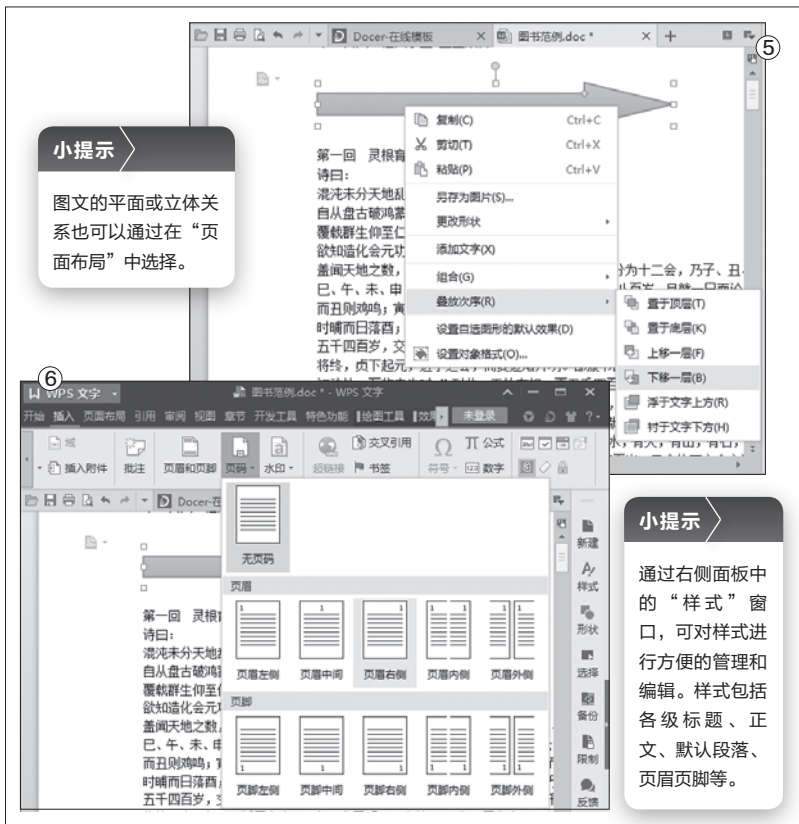 ⑤
Docer-在线模板 × 图书范例.doc * × +
小提示
图文的平面或立体关
系也可以通过在“页
面布局”中选择。
复制(C) Ctrl+C
剪切(T) Ctrl+X
粘贴(P) Ctrl+V
另存为图片(S)...
更改形状
添加文字(X)
组合(G)
叠放次序(R)
设置自选图形的默认效果(D)
设置对象格式(O)...
置于顶层(T)
置于底层(K)
上移一层(F)
下移一层(B)
浮于文字上方(R)
衬于文字下方(H)
第一回 灵根
诗曰:
混沌未分天地乱
自从盘古破鸿蒙
覆载群生仰至仁
欲知造化会元功
盖闻天地之数, 分为十二会,乃子、丑、
巳、午、未、申
而丑则鸡鸣;寅
时晡而日落酉;
五千四百岁,交
将终,贞下起元,
水,有火,有山,有石,
⑥
WPS 文字 图书范例.doc * - WPS 文字
开始 插入 页面布局 引用 审阅 视图 章节 开发工具 特色功能 绘图工具 效果 未登录
域 交叉引用 公式
插入附件 批注 页眉和页脚 页码 水印 超链接 书签 符号 数字
Docer-在
无页码
页眉
页眉左侧 页眉中间 页眉右侧 页眉内侧 页眉外侧
页脚
页脚左侧 页脚中间 页脚右侧 页脚内侧 页脚外侧
第一回 灵根
诗曰:
混沌未分天地
自从盘古破鸿
覆载群生仰至
欲知造化会元
盖闻天地之数,
巳、午、未、申
而丑则鸡鸣;
时晡而日落酉
五千四百岁,
新建
样式
形状
选择
备份
限制
反馈
小提示
通过右侧面板中
的“样式”窗
口,可对样式进
行方便的管理和
编辑。样式包括
各级标题、正
文、默认段落、
页眉页脚等。